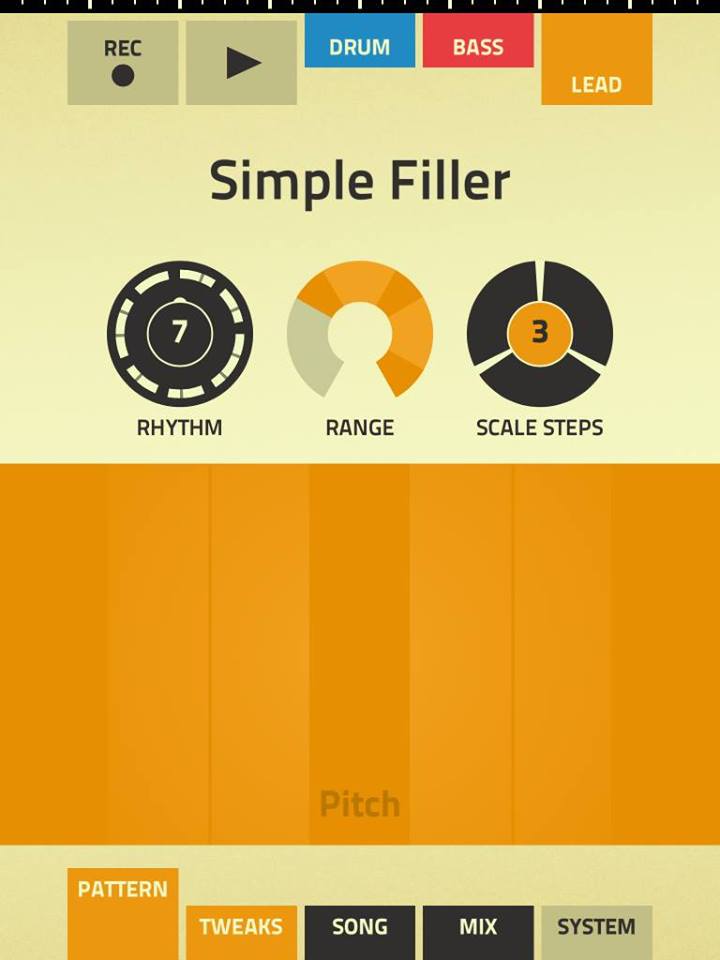 REC
DRUM
BASS
LEAD
Simple Filler
7
3
RHYTHM
RANGE
SCALE STEPS
Pitch
PATTERN
TWEAKS
SONG
MIX
SYSTEM